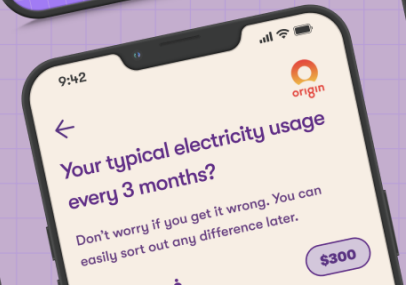 9:42
origin
Your typical electricity usage
every 3 months?
Don't worry if you get it wrong. You can
easily sort out any difference later.
$300